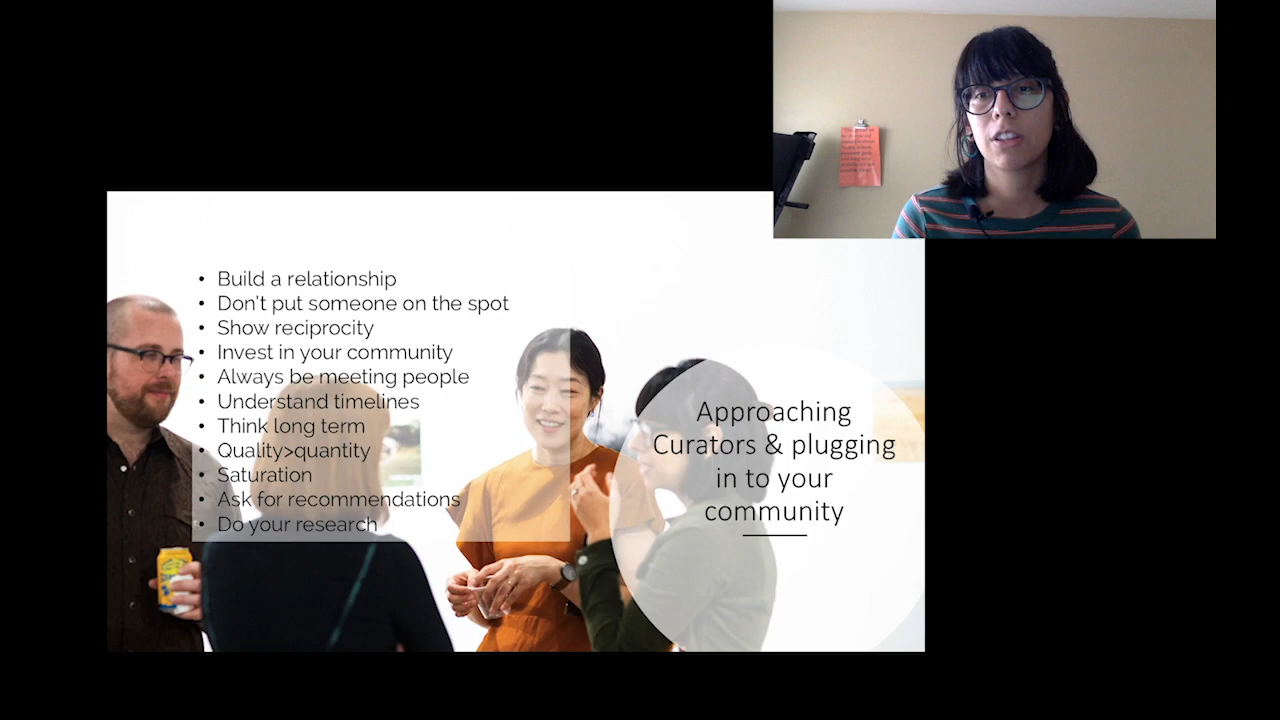 • Build a relationship
• Don't put someone on the spot
• Show reciprocity
• Invest in your community
• Always be meeting people
• Understand timelines
• Think long term
• Quality>quantity
• Saturation
• Ask for recommendations
• Do your research
Approaching
Curators & plugging
in to your
community